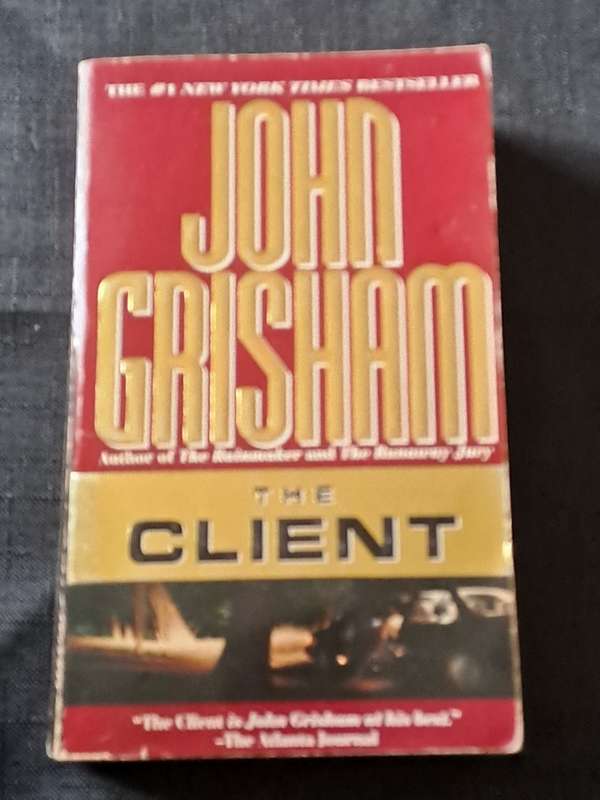 THE #1 NEW YORK TIMES BESTSELLER
JOHN
GRISHAM
Author of The Rainmaker and The Runaway Jury
THE
CLIENT
"The Client is John Grisham at his best."
-The Atlanta Journal